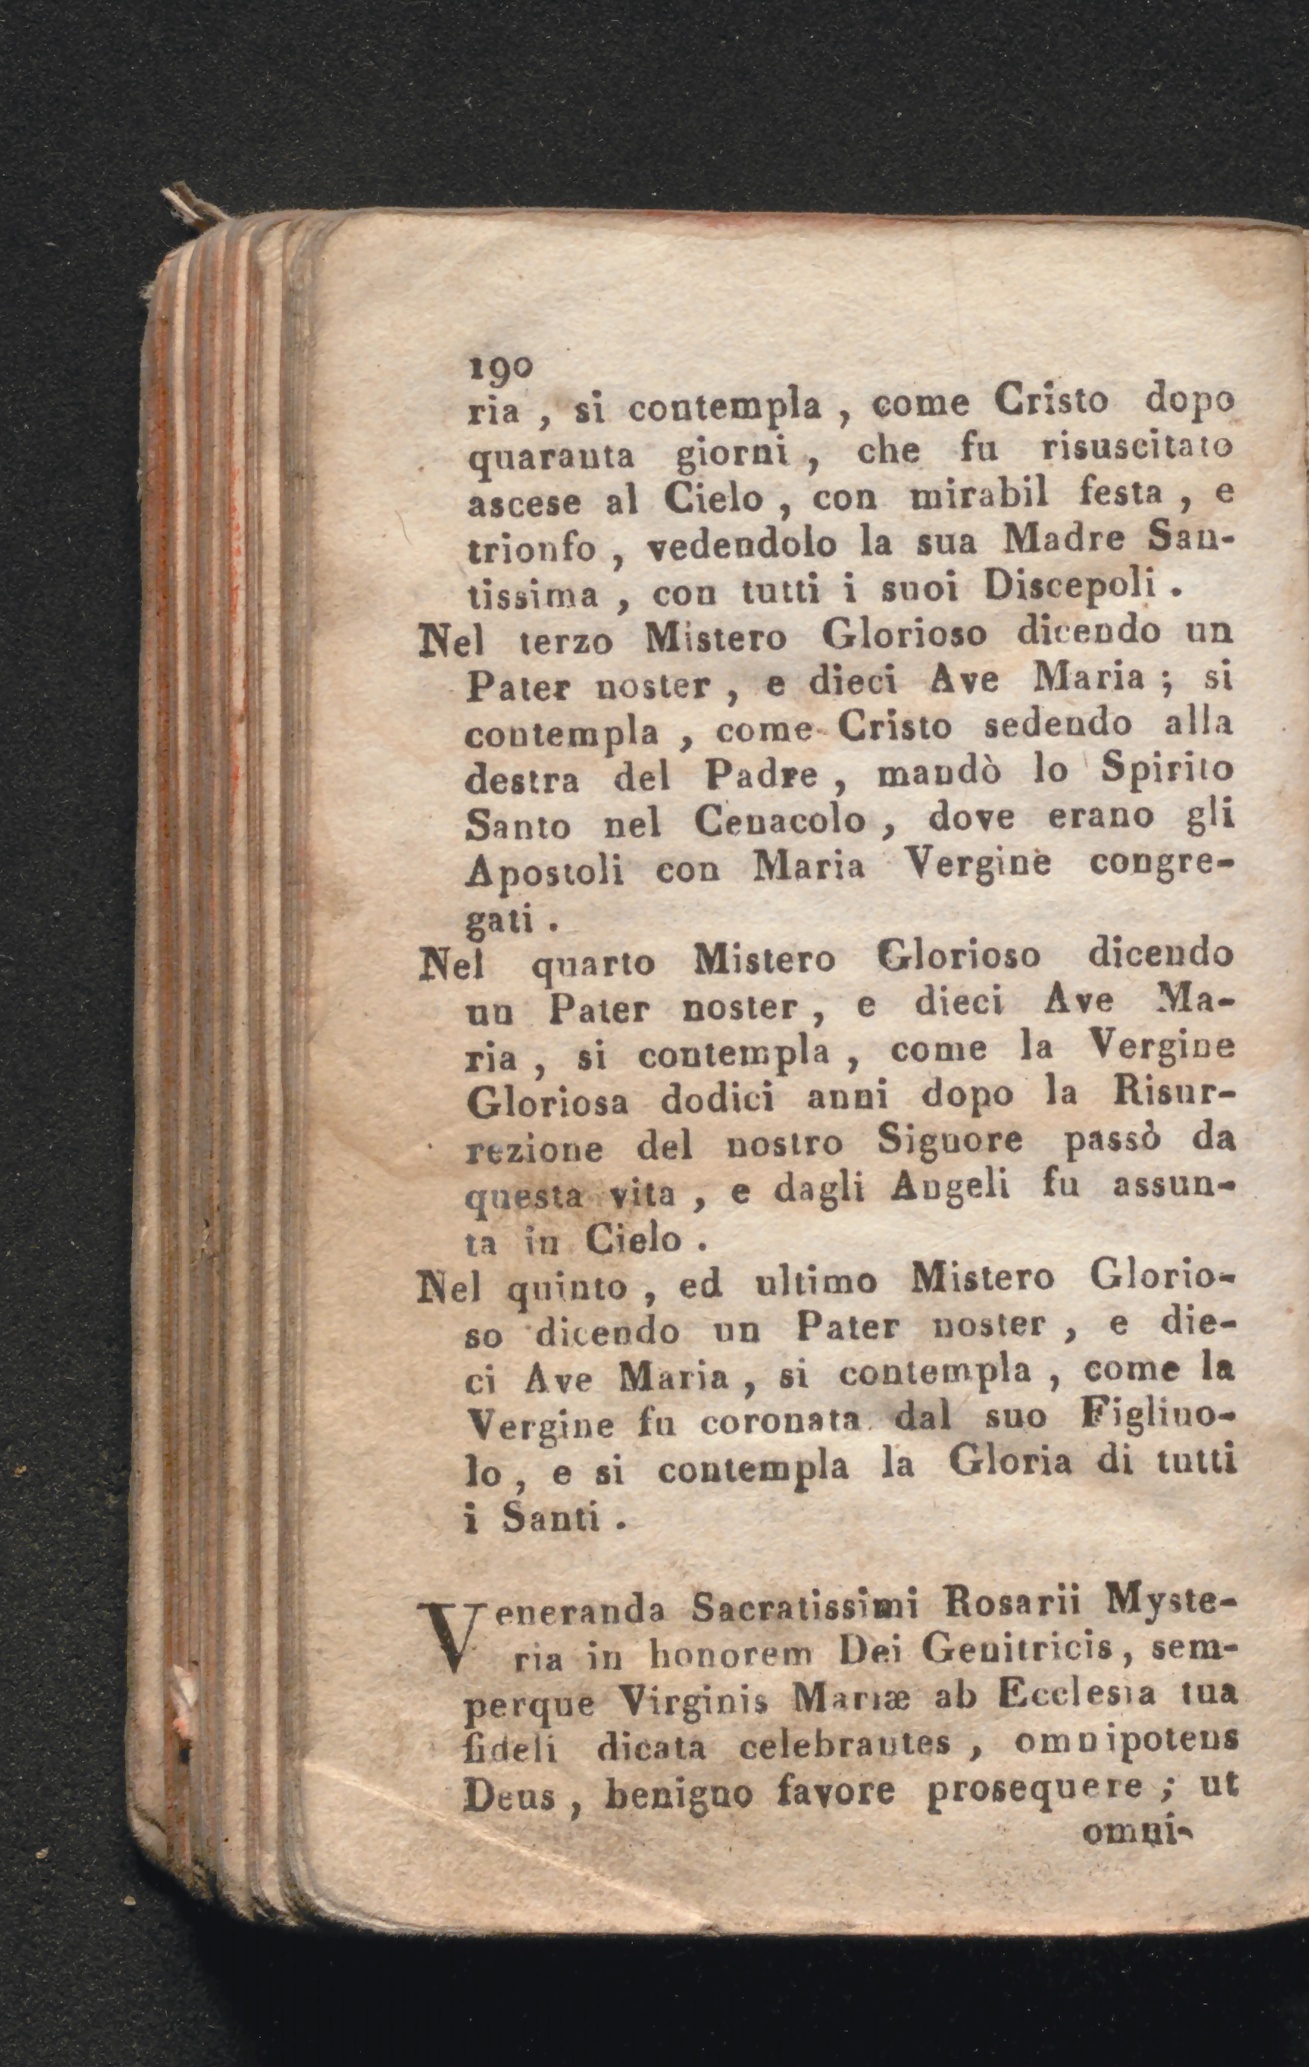 190
ria , si contempla , come Cristo dopo
quaranta giorni , che fu risuscitato
ascese al Cielo , con mirabil festa , e
trionfo , vedendolo la sua Madre San-
tissima , con tutti i suoi Discepoli .
Nel terzo Mistero Glorioso dicendo un
Pater noster , e dieci Ave Maria ; si
contempla , come Cristo sedendo alla
destra del Padre , mandò lo Spirito
Santo nel Cenacolo , dove erano gli
Apostoli con Maria Vergine congre-
gati .
Nel quarto Mistero Glorioso dicendo
un Pater noster , e dieci Ave Ma-
ria , si contempla , come la Vergine
Gloriosa dodici anni dopo la Risur-
rezione del nostro Signore passò da
questa vita , e dagli Angeli fu assun-
ta in Cielo .
Nel quinto , ed ultimo Mistero Glorio-
so dicendo un Pater noster , e die-
ci Ave Maria , si contempla , come la
Vergine fu coronata dal suo Figliuo-
lo , e si contempla la Gloria di tutti
i Santi .
Veneranda Sacratissimi Rosarii Myste-
ria in honorem Dei Genitricis , sem-
perque Virginis Mariæ ab Ecclesia tua
fideli dicata celebrantes , omnipotens
Deus , benigno favore prosequere ; ut
omni-